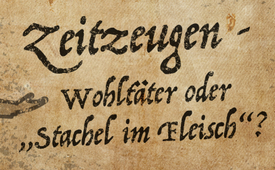 Zeitzeugen -
Wohltäter oder
„Stachel im Fleisch“?